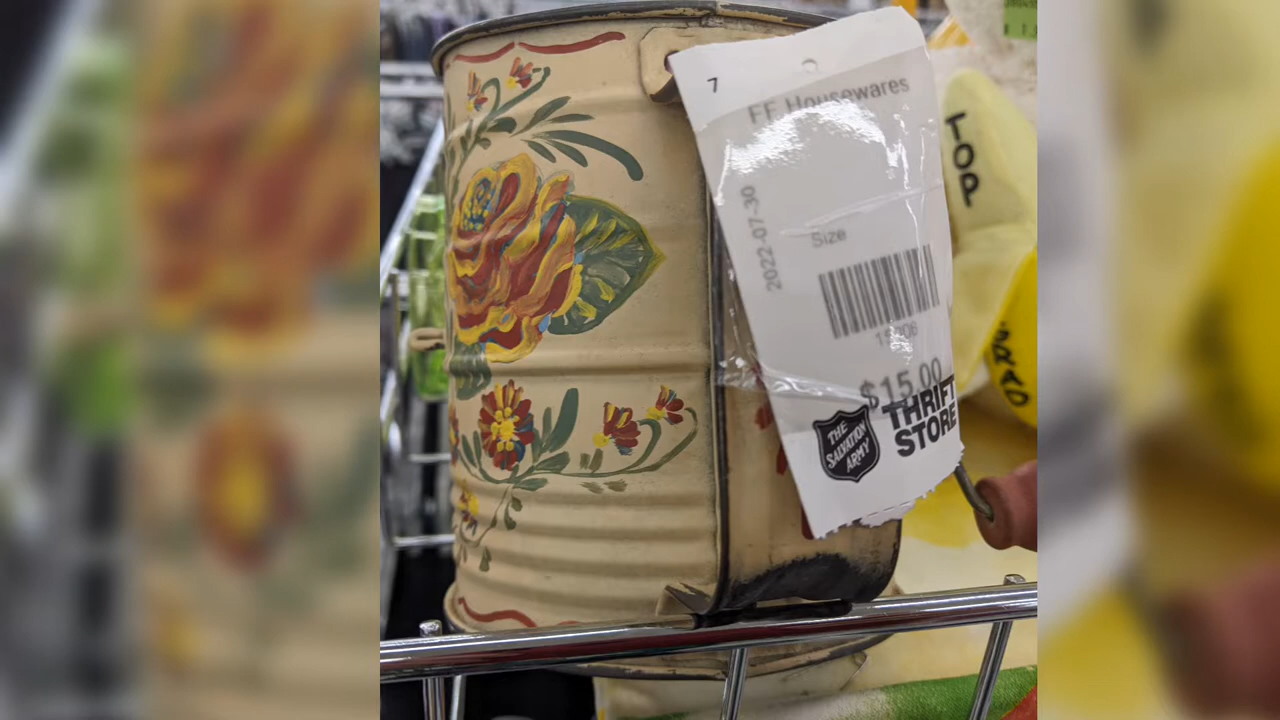 7
FF Housewares
2022-07-30
Size
$15.00
THE
SALVATION
ARMY
THRIFT
STORE
TOP